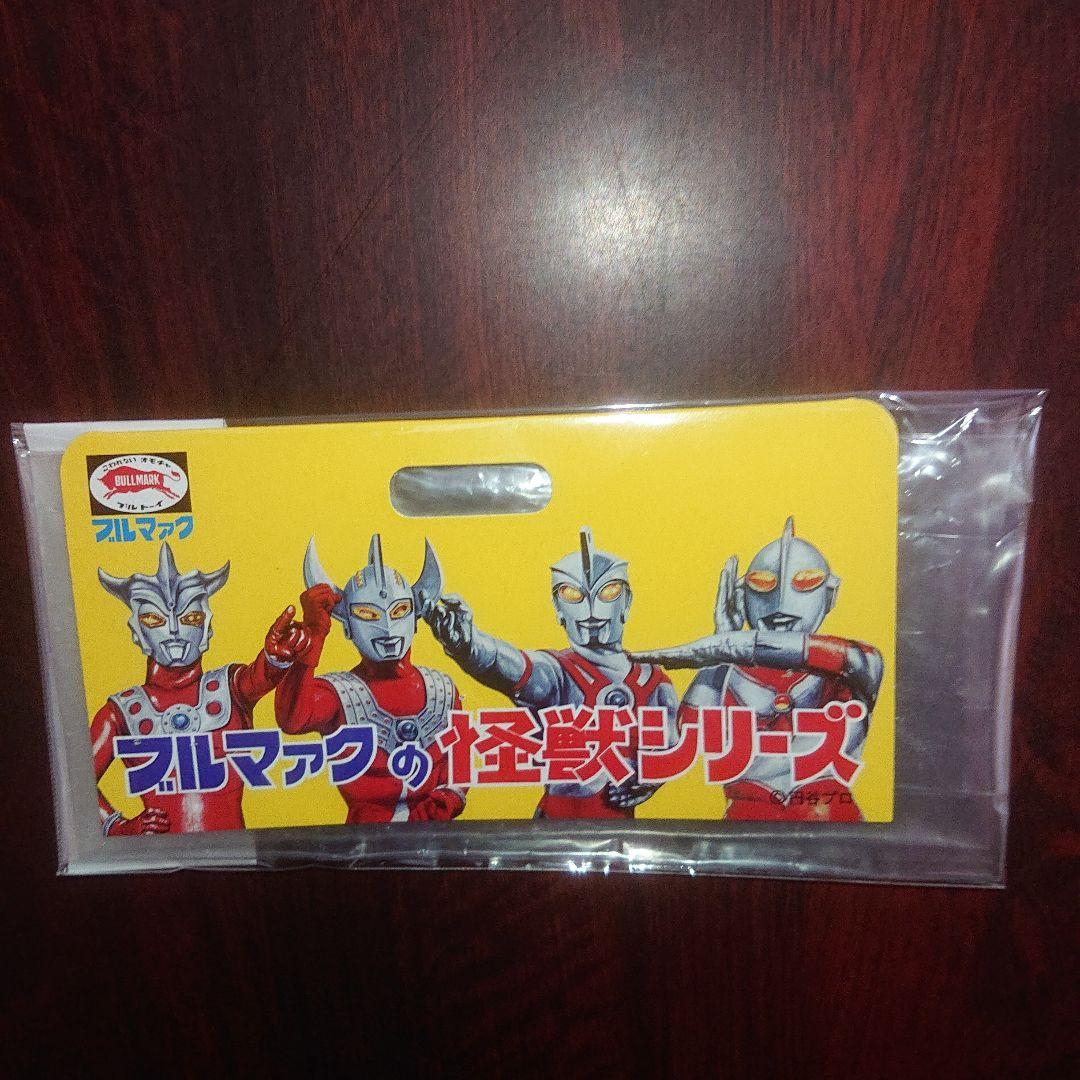 こわれない オモチャ
BULLMARK
ブルトーイ
ブルマァク
ブルマァクの怪獣シリーズ
©円谷プロ